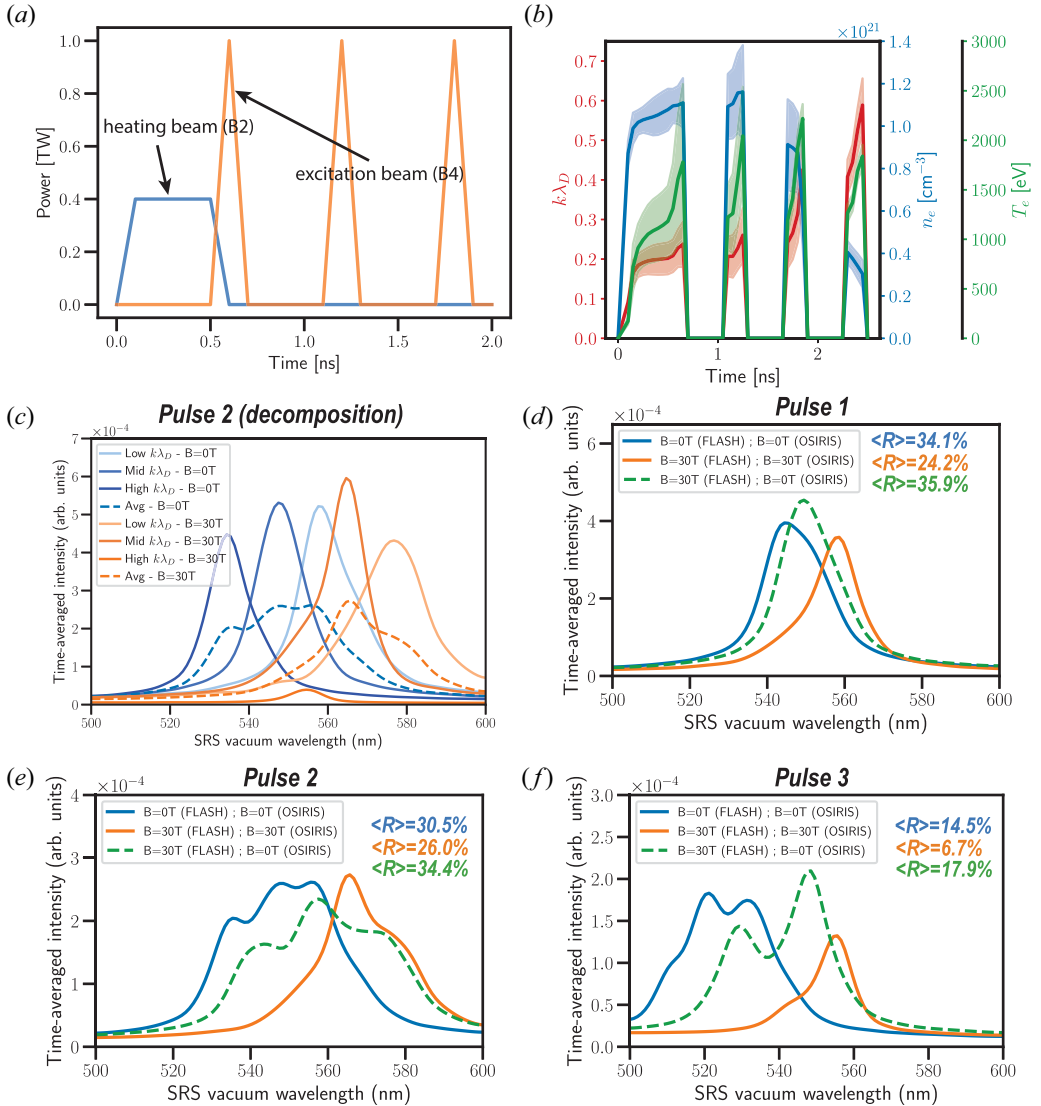 (a)
Power [TW]
1.0
0.8
0.6
0.4
0.2
0.0
heating beam (B2)
excitation beam (B4)
0.0 0.5 1.0 1.5 2.0
Time [ns]
(b)
×10²¹
kλ_D
0.7
0.6
0.5
0.4
0.3
0.2
0.1
0.0
1.4
1.2
1.0
0.8
0.6
0.4
0.2
0.0
n_e [cm⁻³]
3000
2500
2000
1500
1000
500
0
T_e [eV]
0 1 2
Time [ns]
(c)
Pulse 2 (decomposition)
×10⁻⁴
Time-averaged intensity (arb. units)
7
6
5
4
3
2
1
0
Low kλ_D - B=0T
Mid kλ_D - B=0T
High kλ_D - B=0T
Avg - B=0T
Low kλ_D - B=30T
Mid kλ_D - B=30T
High kλ_D - B=30T
Avg - B=30T
500 520 540 560 580 600
SRS vacuum wavelength (nm)
(d)
Pulse 1
×10⁻⁴
Time-averaged intensity (arb. units)
6
4
2
0
B=0T (FLASH) ; B=0T (OSIRIS)
B=30T (FLASH) ; B=30T (OSIRIS)
B=30T (FLASH) ; B=0T (OSIRIS)
<R>=34.1%
<R>=24.2%
<R>=35.9%
500 520 540 560 580 600
SRS vacuum wavelength (nm)
(e)
Pulse 2
×10⁻⁴
Time-averaged intensity (arb. units)
4
3
2
1
0
B=0T (FLASH) ; B=0T (OSIRIS)
B=30T (FLASH) ; B=30T (OSIRIS)
B=30T (FLASH) ; B=0T (OSIRIS)
<R>=30.5%
<R>=26.0%
<R>=34.4%
500 520 540 560 580 600
SRS vacuum wavelength (nm)
(f)
Pulse 3
×10⁻⁴
Time-averaged intensity (arb. units)
3.0
2.5
2.0
1.5
1.0
0.5
0.0
B=0T (FLASH) ; B=0T (OSIRIS)
B=30T (FLASH) ; B=30T (OSIRIS)
B=30T (FLASH) ; B=0T (OSIRIS)
<R>=14.5%
<R>=6.7%
<R>=17.9%
500 520 540 560 580 600
SRS vacuum wavelength (nm)